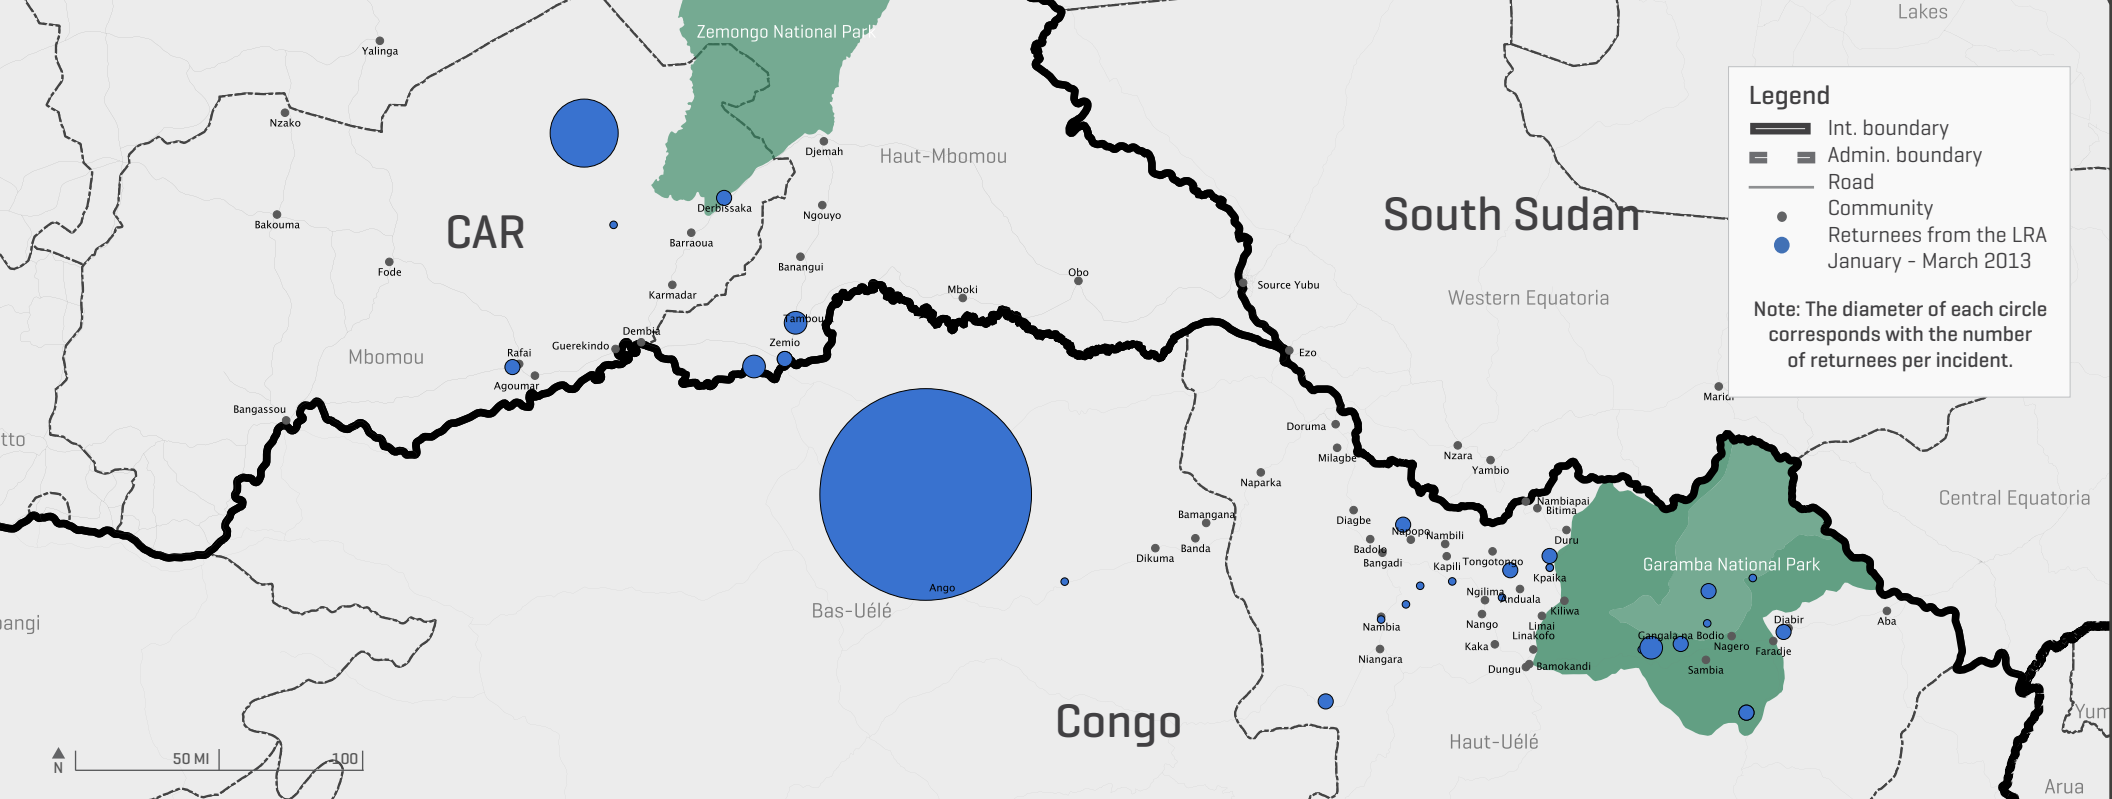 Zemongo National Park
Lakes
Yalinga
Nzako
Djemah
Haut-Mbomou
Legend
Int. boundary
Admin. boundary
Road
Community
Returnees from the LRA
January - March 2013
Note: The diameter of each circle
corresponds with the number
of returnees per incident.
Derbissaka
Ngouyo
Bakouma
CAR
Barraoua
South Sudan
Fode
Banangui
Obo
Source Yubu
Karmadar
Mboki
Western Equatoria
Dembia
Zemio
Guerekindo
Rafai
Mbomou
Ezo
Agoumar
Bangassou
Doruma
Milagbe
Nzara
Yambio
Naparka
Central Equatoria
Nambiapai
Bitima
Bamangana
Diagbe
Napopo
Nambili
Duru
Banda
Dikuma
Badolo
Bangadi
Kapili
Tongotongo
Kpaika
Garamba National Park
Ango
Bas-Uélé
Ngilima
Anduala
Kiliwa
Nambia
Nango
Limai
Linakofo
Gangala na Bodio
Djabir
Aba
Niangara
Kaka
Nagero
Faradje
Dungu
Bamokandi
Sambia
Congo
Haut-Uélé
N
50 MI
100
Arua